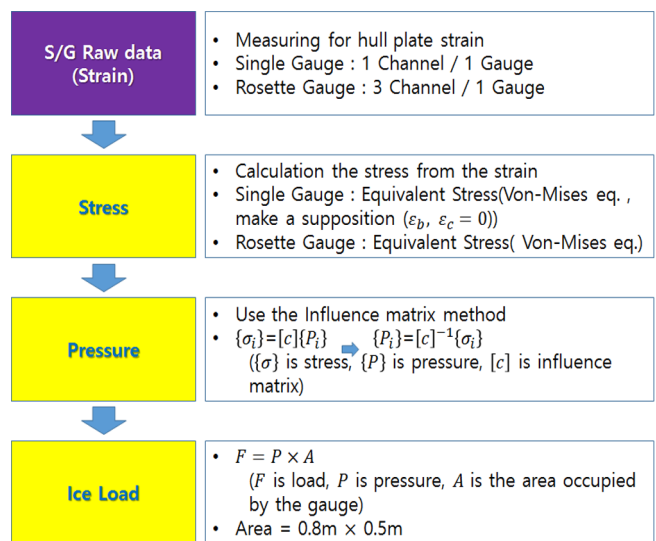 S/G Raw data
(Strain)
• Measuring for hull plate strain
• Single Gauge : 1 Channel / 1 Gauge
• Rosette Gauge : 3 Channel / 1 Gauge
Stress
• Calculation the stress from the strain
• Single Gauge : Equivalent Stress(Von-Mises eq. ,
make a supposition (εb, εc = 0))
• Rosette Gauge : Equivalent Stress( Von-Mises eq.)
Pressure
• Use the Influence matrix method
• {σi}=[c]{Pi} {Pi}=[c]−1{σi}
({σ} is stress, {P} is pressure, [c] is influence
matrix)
Ice Load
• F = P × A
(F is load, P is pressure, A is the area occupied
by the gauge)
• Area = 0.8m × 0.5m